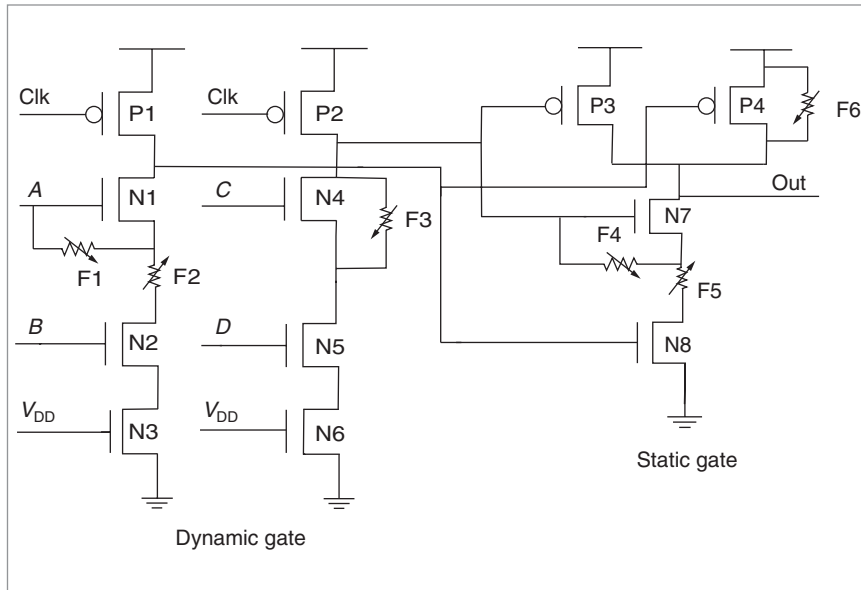 Clk
P1
Clk
P2
P3
P4
F6
A
N1
C
N4
F3
Out
N7
F1
F2
F4
F5
B
N2
D
N5
N8
VDD
N3
VDD
N6
Static gate
Dynamic gate